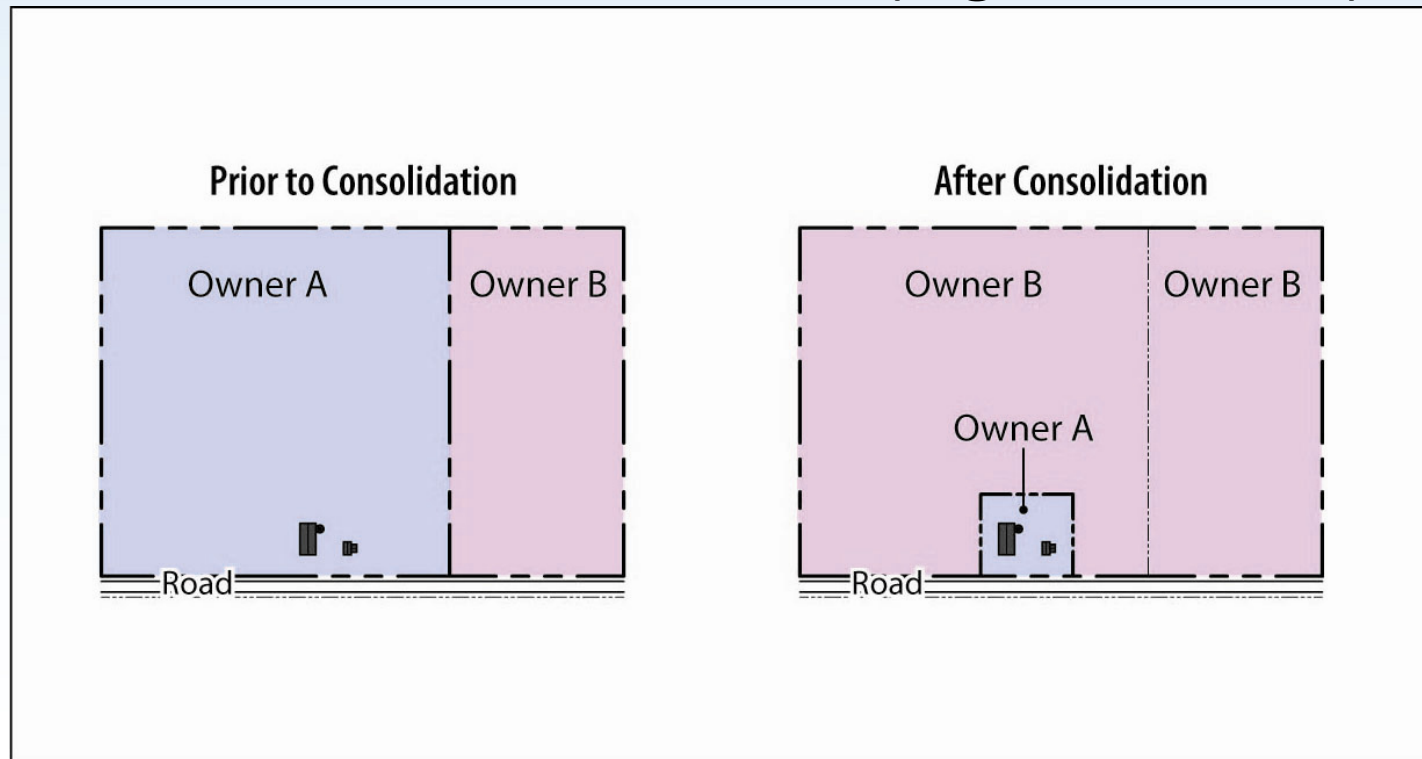 Prior to Consolidation
After Consolidation
Owner A
Owner B
Owner B
Owner B
Owner A
Road
Road